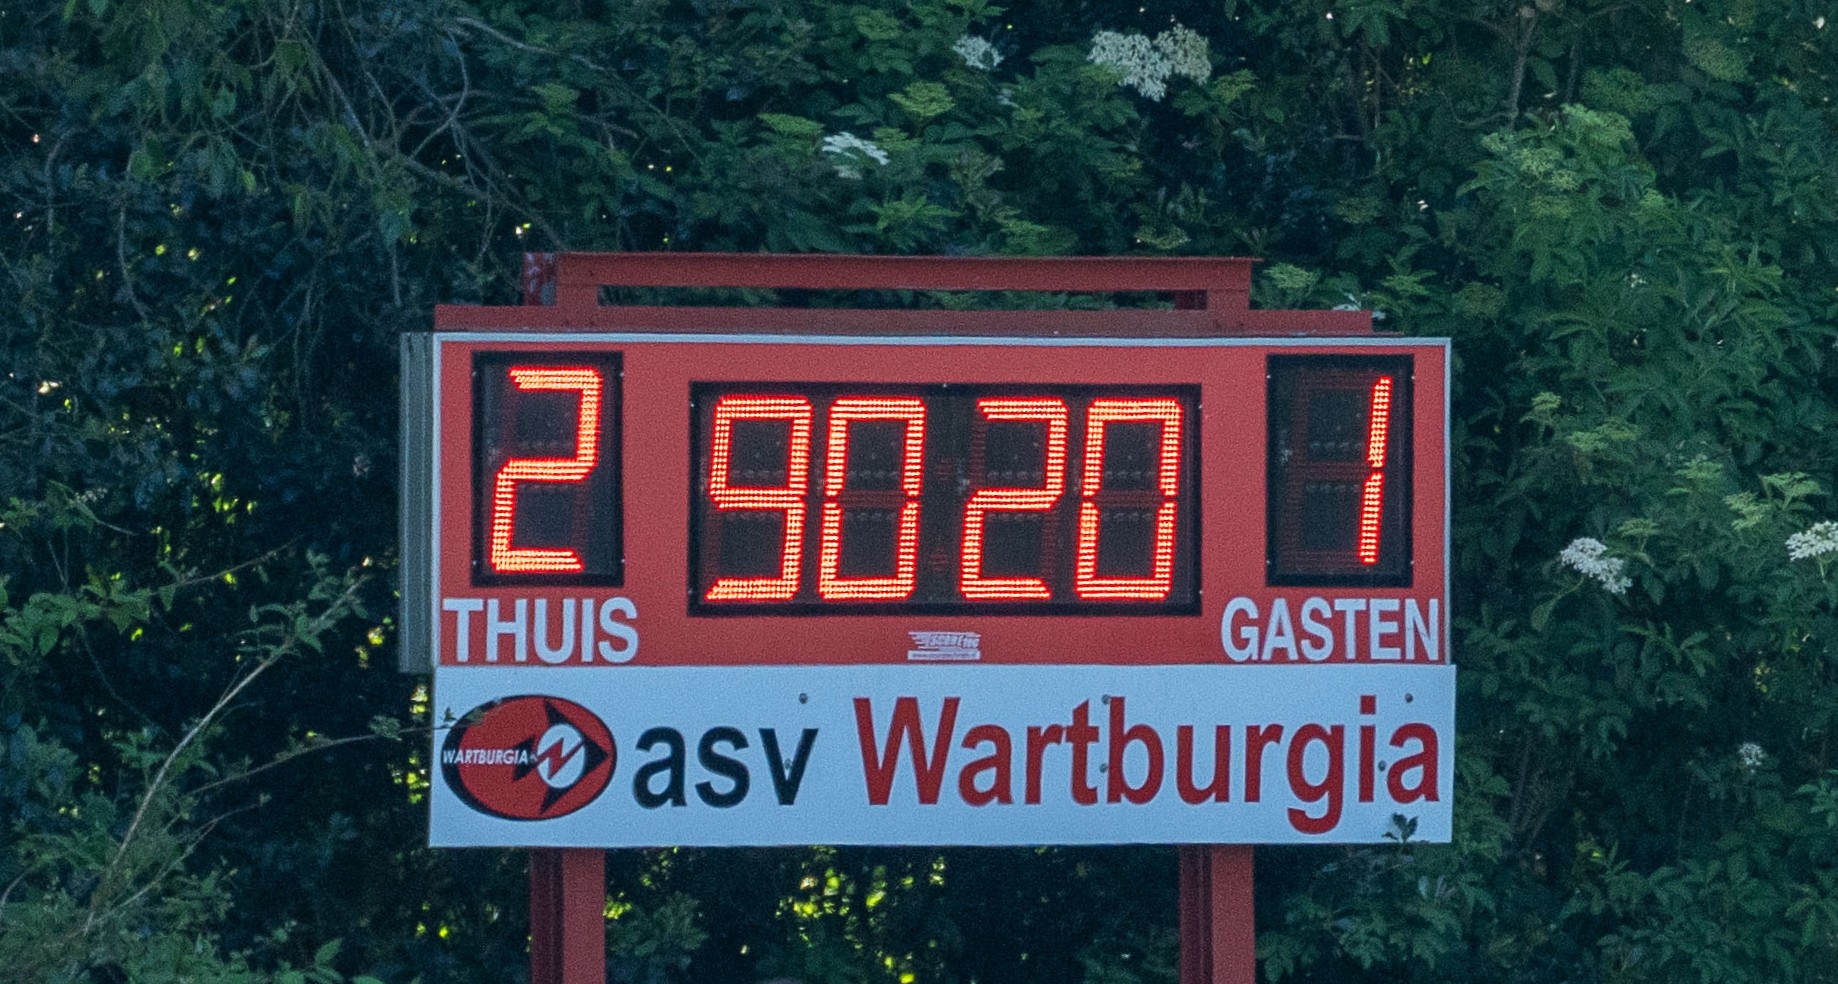 2 90 20 1
THUIS GASTEN
WARTBURGIA asv Wartburgia